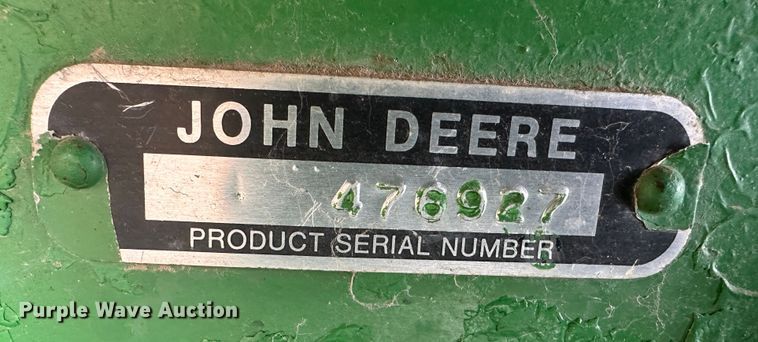 JOHN DEERE
476927
PRODUCT SERIAL NUMBER
Purple Wave Auction